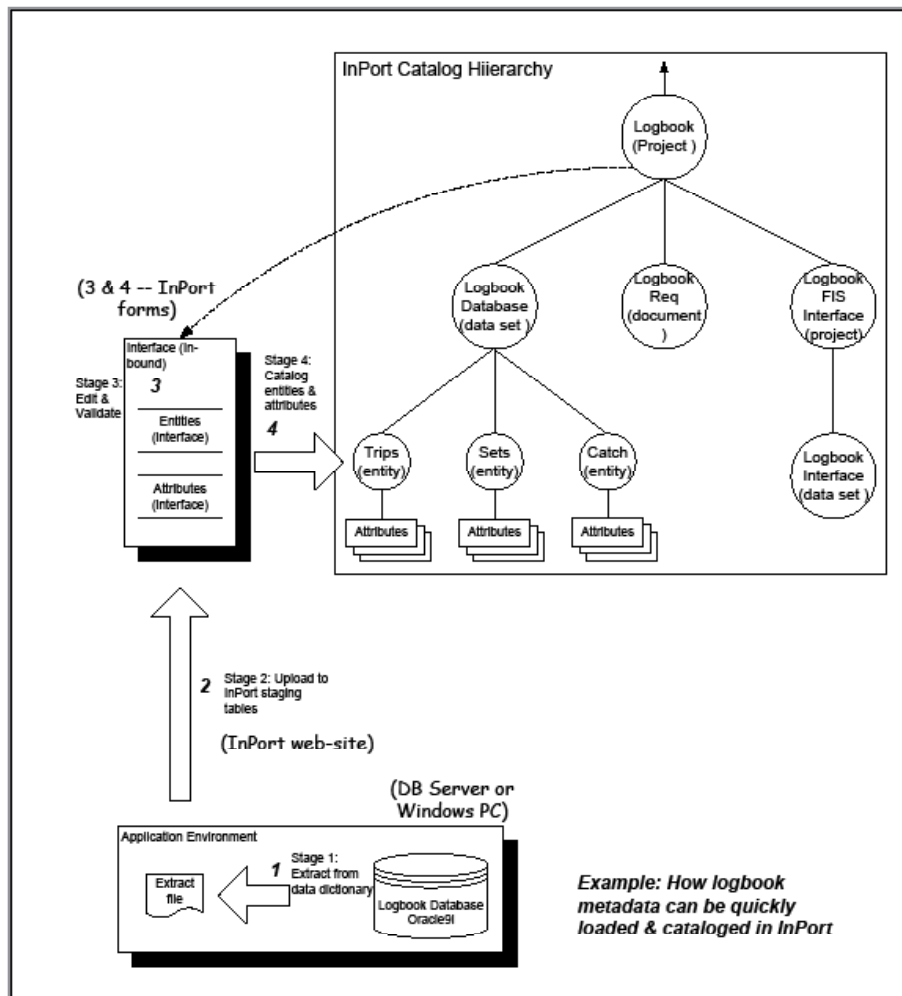 InPort Catalog Hiierarchy
Logbook
(Project )
Logbook
Database
(data set )
Logbook
Req
(document
)
Logbook
FIS
Interface
(project)
(3 & 4 -- InPort
forms)
Interface (In-
bound)
3
Stage 3:
Edit &
Validate
Entities
(Interface)
Attributes
(Interface)
Stage 4:
Catalog
entities &
attributes
4
Trips
(entity)
Sets
(entity)
Catch
(entity)
Logbook
Interface
(data set )
Attributes
Attributes
Attributes
2
Stage 2: Upload to
InPort staging
tables
(InPort web-site)
(DB Server or
Windows PC)
Application Environment
Extract
file
1
Stage 1:
Extract from
data dictionary
Logbook Database
Oracle9i
Example: How logbook
metadata can be quickly
loaded & cataloged in InPort